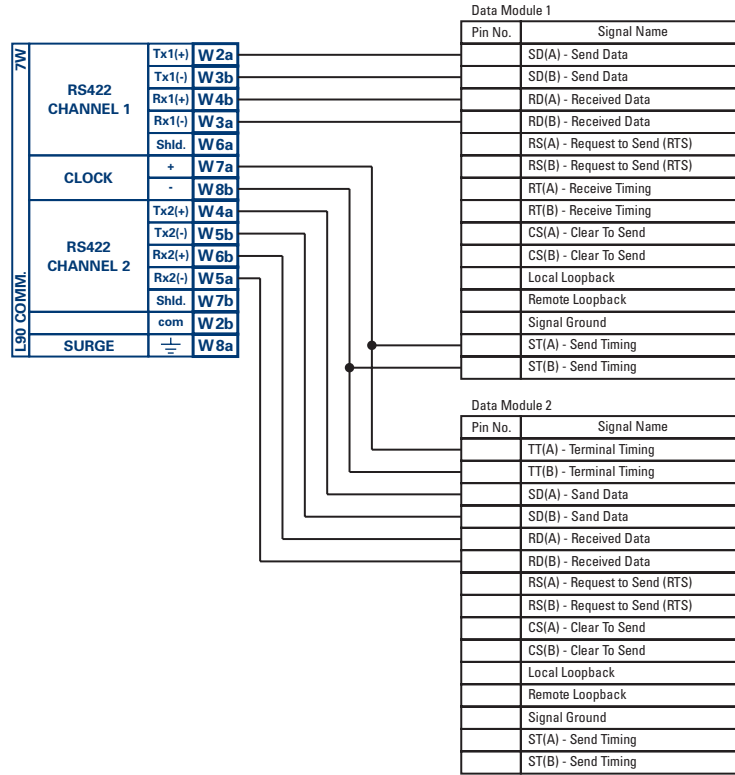 Data Module 1
Pin No. Signal Name
7W
L90 COMM.
RS422
CHANNEL 1
Tx1(+) W2a
Tx1(-) W3b
Rx1(+) W4b
Rx1(-) W3a
Shld. W6a
CLOCK
+ W7a
- W8b
RS422
CHANNEL 2
Tx2(+) W4a
Tx2(-) W5b
Rx2(+) W6b
Rx2(-) W5a
Shld. W7b
com W2b
SURGE W8a
SD(A) - Send Data
SD(B) - Send Data
RD(A) - Received Data
RD(B) - Received Data
RS(A) - Request to Send (RTS)
RS(B) - Request to Send (RTS)
RT(A) - Receive Timing
RT(B) - Receive Timing
CS(A) - Clear To Send
CS(B) - Clear To Send
Local Loopback
Remote Loopback
Signal Ground
ST(A) - Send Timing
ST(B) - Send Timing
Data Module 2
Pin No. Signal Name
TT(A) - Terminal Timing
TT(B) - Terminal Timing
SD(A) - Sand Data
SD(B) - Sand Data
RD(A) - Received Data
RD(B) - Received Data
RS(A) - Request to Send (RTS)
RS(B) - Request to Send (RTS)
CS(A) - Clear To Send
CS(B) - Clear To Send
Local Loopback
Remote Loopback
Signal Ground
ST(A) - Send Timing
ST(B) - Send Timing